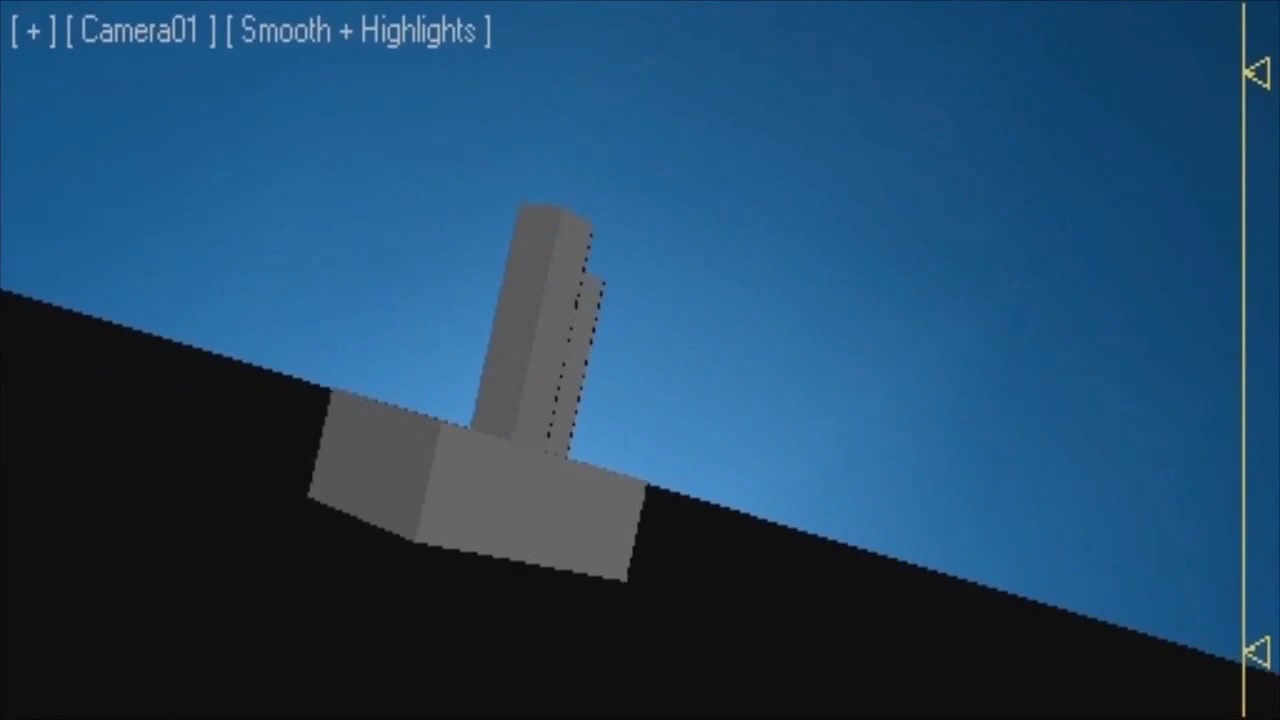 [ + ] [ Camera01 ] [ Smooth + Highlights ]